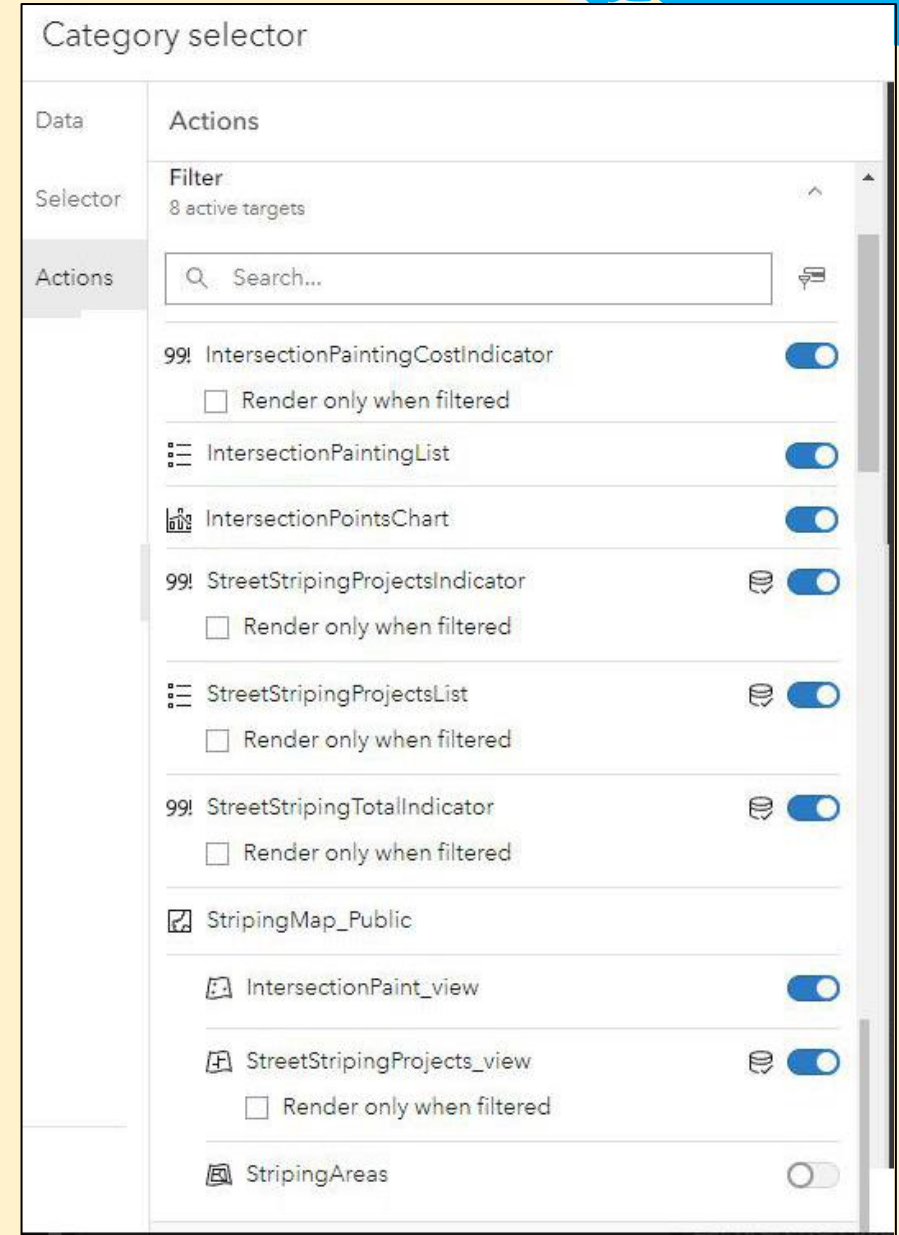 Category selector
Data
Actions
Filter
8 active targets
Selector
Actions
Search...
99! IntersectionPaintingCostIndicator
Render only when filtered
IntersectionPaintingList
IntersectionPointsChart
99! StreetStripingProjectsIndicator
Render only when filtered
StreetStripingProjectsList
Render only when filtered
99! StreetStripingTotalIndicator
Render only when filtered
StripingMap_Public
IntersectionPaint_view
StreetStripingProjects_view
Render only when filtered
StripingAreas